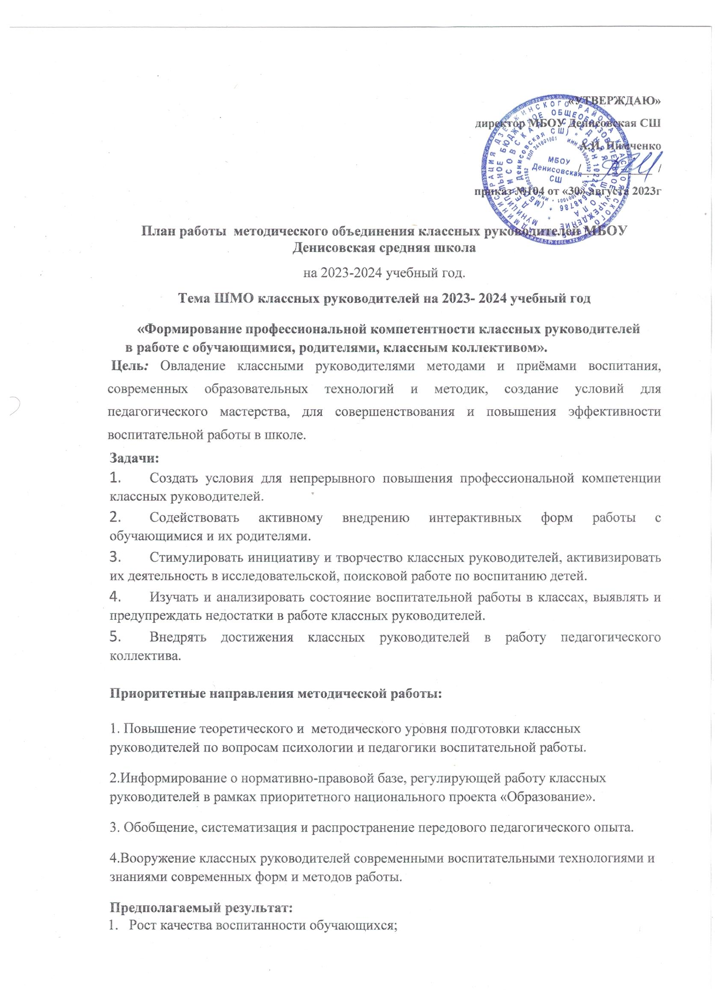 «УТВЕРЖДАЮ»
директор МБОУ Денисовская СШ
А.И.
/ /
приказ №104 от «30» августа 2023г
МБОУ
Денисовская
СШ
План работы  методического объединения классных руководителей МБОУ
Денисовская средняя школа
на 2023-2024 учебный год.
Тема ШМО классных руководителей на 2023- 2024 учебный год
«Формирование профессиональной компетентности классных руководителей
в работе с обучающимися, родителями, классным коллективом».
Цель: Овладение классными руководителями методами и приёмами воспитания,
современных образовательных технологий и методик, создание условий для
педагогического мастерства, для совершенствования и повышения эффективности
воспитательной работы в школе.
Задачи:
1. Создать условия для непрерывного повышения профессиональной компетенции
классных руководителей.
2. Содействовать активному внедрению интерактивных форм работы с
обучающимися и их родителями.
3. Стимулировать инициативу и творчество классных руководителей, активизировать
их деятельность в исследовательской, поисковой работе по воспитанию детей.
4. Изучать и анализировать состояние воспитательной работы в классах, выявлять и
предупреждать недостатки в работе классных руководителей.
5. Внедрять достижения классных руководителей в работу педагогического
коллектива.
Приоритетные направления методической работы:
1. Повышение теоретического и  методического уровня подготовки классных
руководителей по вопросам психологии и педагогики воспитательной работы.
2.Информирование о нормативно-правовой базе, регулирующей работу классных
руководителей в рамках приоритетного национального проекта «Образование».
3. Обобщение, систематизация и распространение передового педагогического опыта.
4.Вооружение классных руководителей современными воспитательными технологиями и
знаниями современных форм и методов работы.
Предполагаемый результат:
1. Рост качества воспитанности обучающихся;